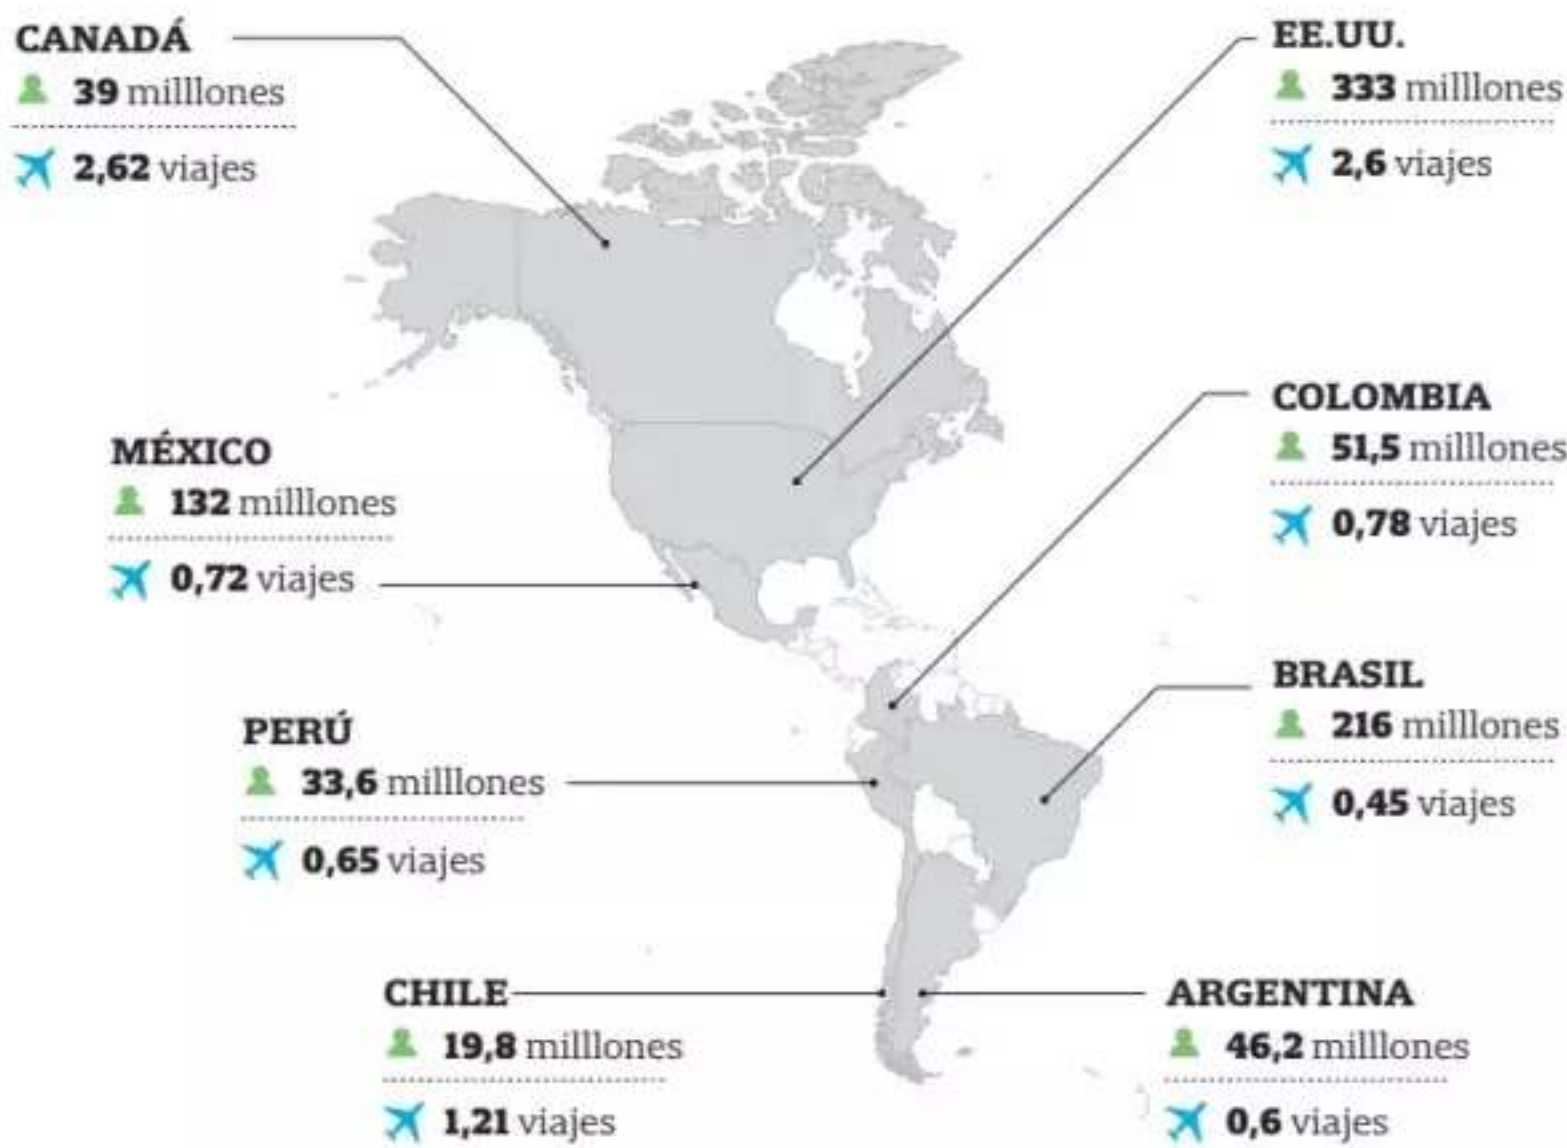 CANADÁ
39 milllones
2,62 viajes
EE.UU.
333 milllones
2,6 viajes
MÉXICO
132 milllones
0,72 viajes
COLOMBIA
51,5 milllones
0,78 viajes
PERÚ
33,6 milllones
0,65 viajes
BRASIL
216 milllones
0,45 viajes
CHILE
19,8 milllones
1,21 viajes
ARGENTINA
46,2 milllones
0,6 viajes